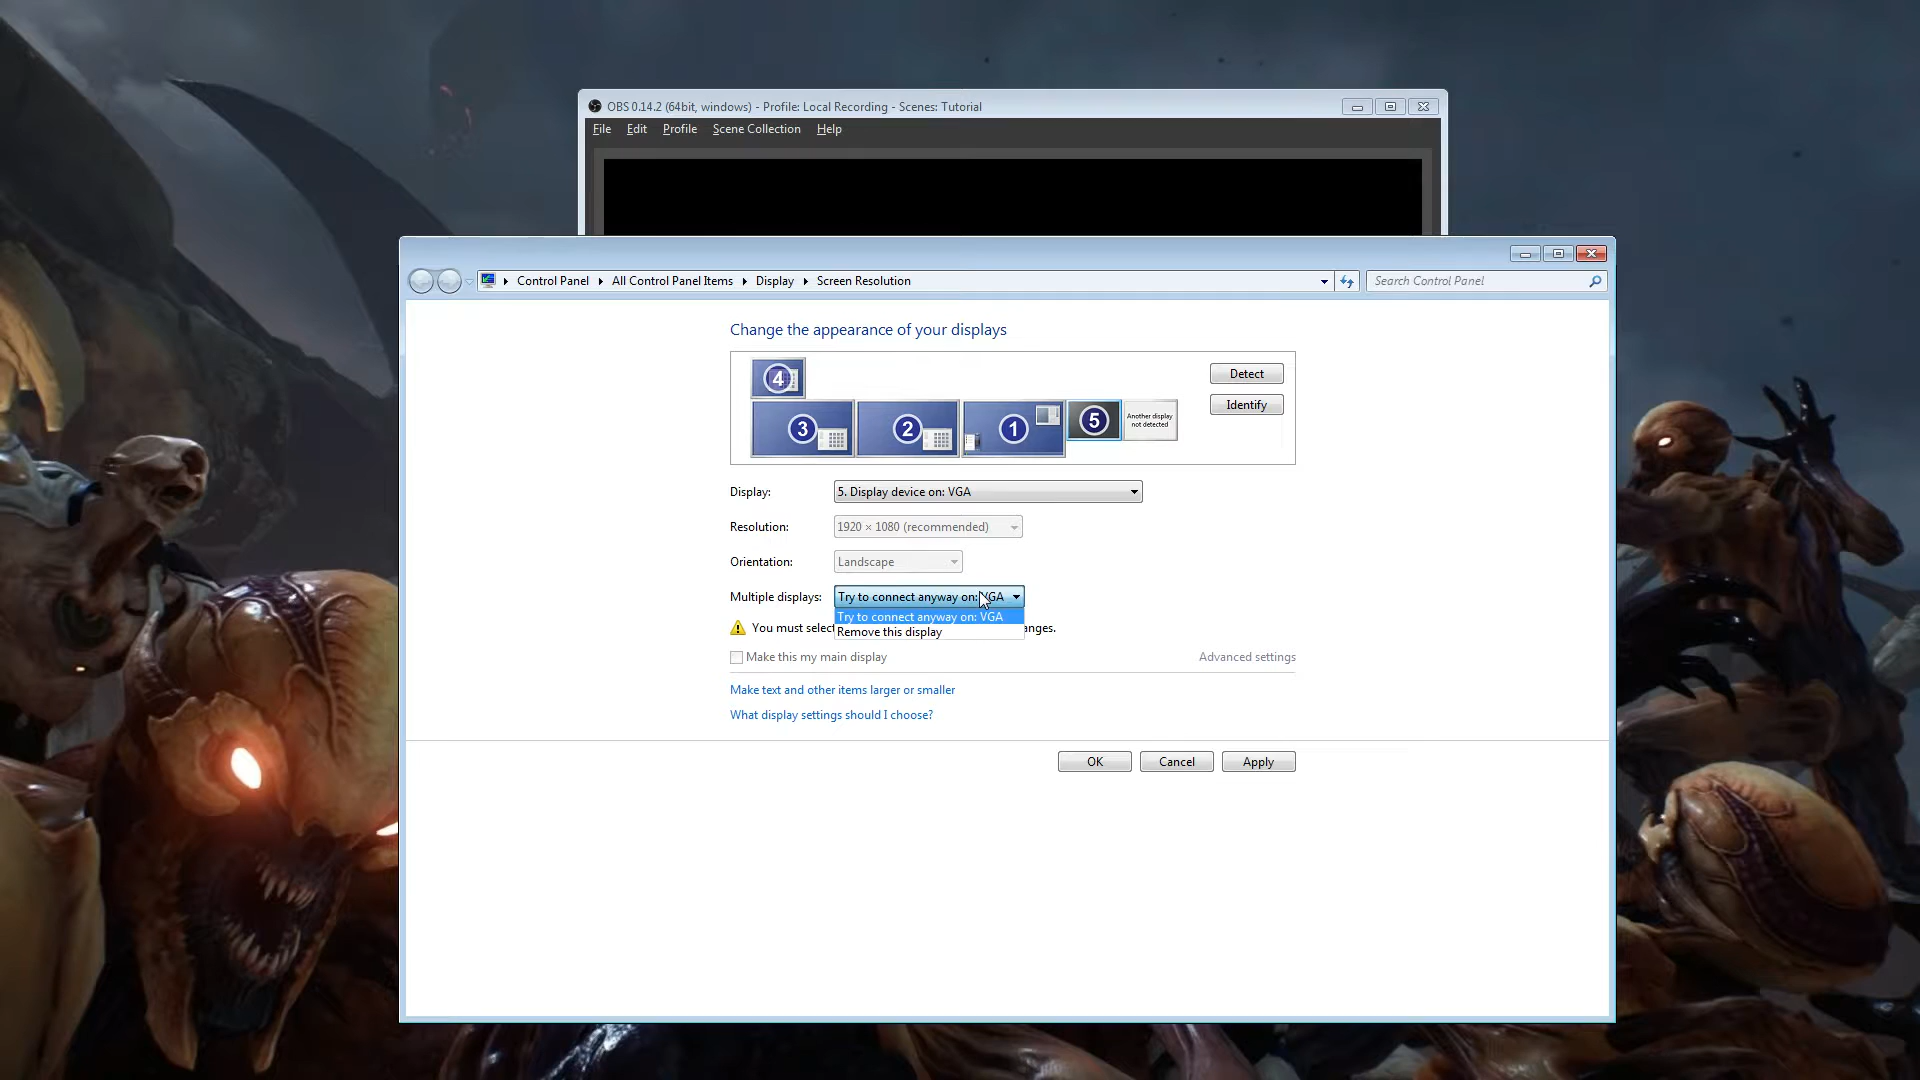 OBS 0.14.2 (64bit, windows) - Profile: Local Recording - Scenes: Tutorial
File Edit Profile Scene Collection Help
Control Panel All Control Panel Items Display Screen Resolution
Search Control Panel
Change the appearance of your displays
4
3 2 1 5
Another display
not detected
Detect
Identify
Display: 5. Display device on: VGA
Resolution: 1920 × 1080 (recommended)
Orientation: Landscape
Multiple displays: Try to connect anyway on: VGA
Try to connect anyway on: VGA
Remove this display
You must selec anges.
Make this my main display
Advanced settings
Make text and other items larger or smaller
What display settings should I choose?
OK Cancel Apply